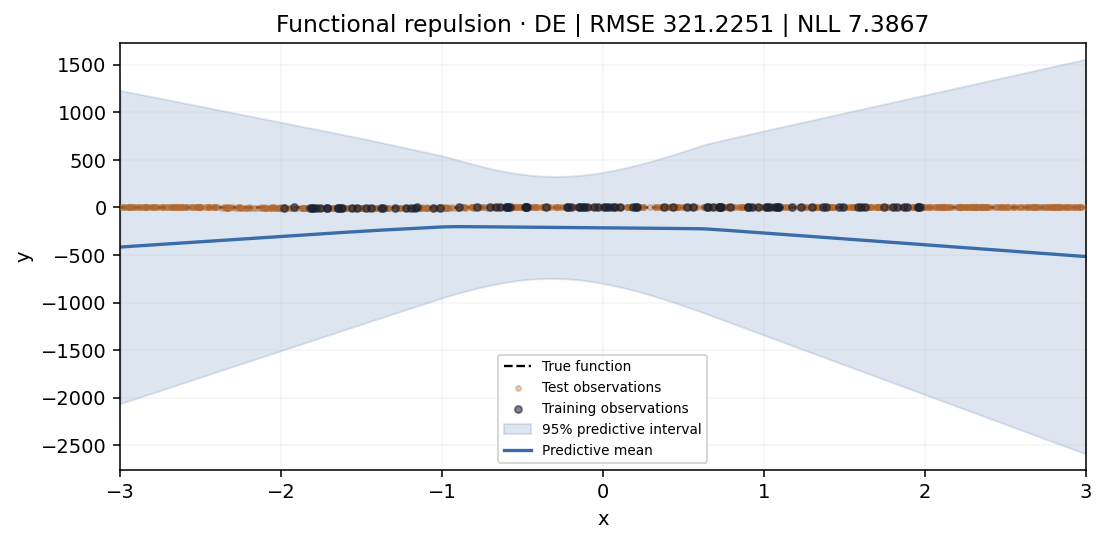 Functional repulsion · DE | RMSE 321.2251 | NLL 7.3867
1500
1000
500
0
−500
−1000
−1500
−2000
−2500
y
True function
Test observations
Training observations
95% predictive interval
Predictive mean
−3
−2
−1
0
1
2
3
x